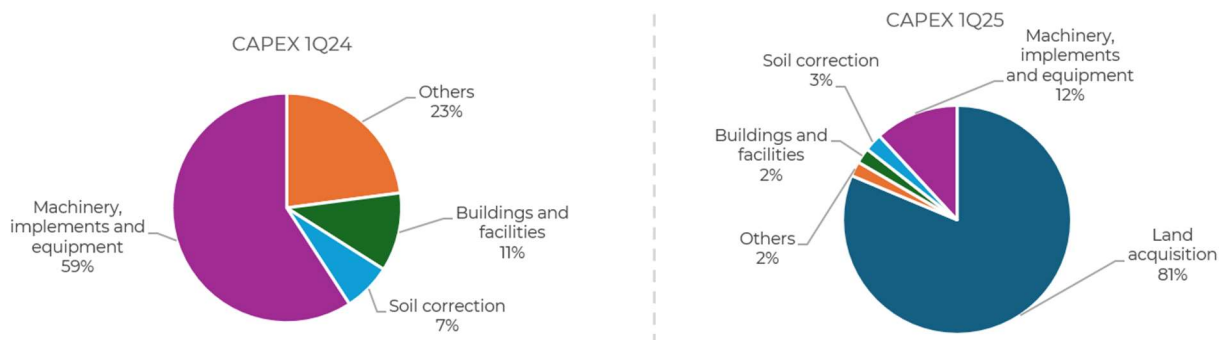 CAPEX 1Q24
Others
23%
Buildings and
facilities
11%
Soil correction
7%
Machinery,
implements and
equipment
59%
CAPEX 1Q25
Machinery,
implements
and equipment
12%
Soil correction
3%
Buildings and
facilities
2%
Others
2%
Land
acquisition
81%